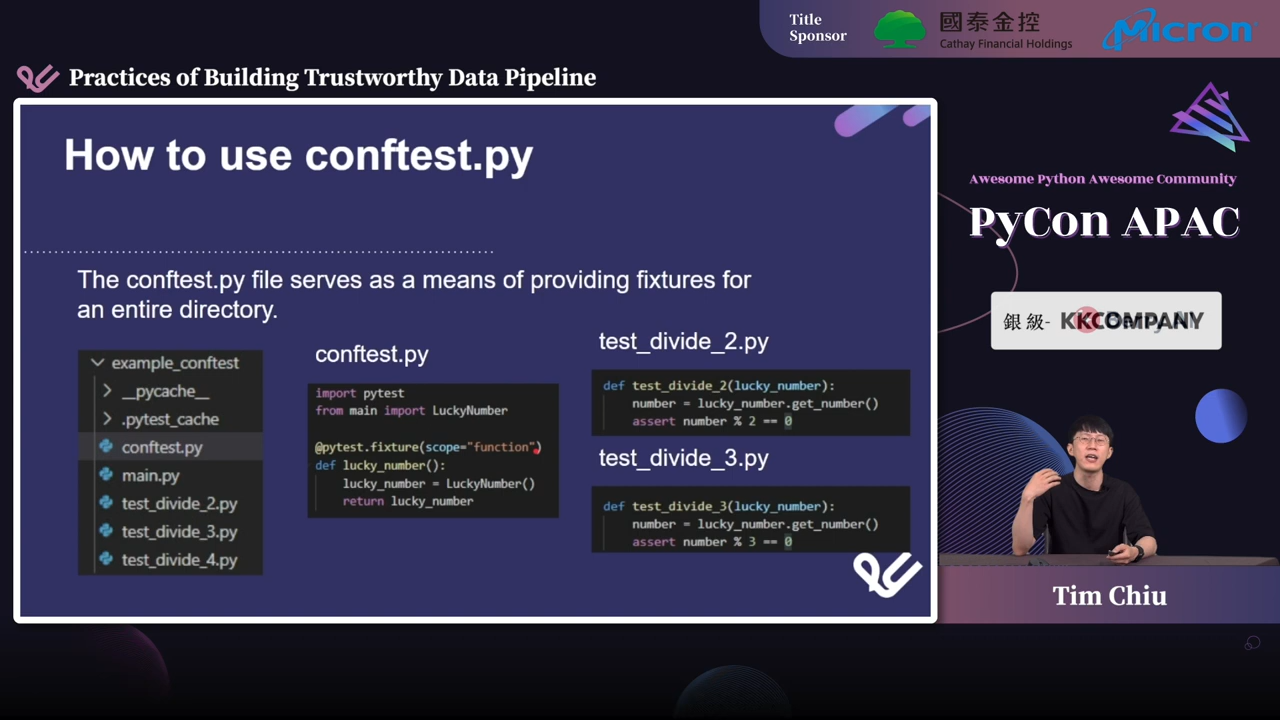 Title
Sponsor
國泰金控
Cathay Financial Holdings
Micron
Practices of Building Trustworthy Data Pipeline
How to use conftest.py
The conftest.py file serves as a means of providing fixtures for
an entire directory.
example_conftest
__pycache__
.pytest_cache
conftest.py
main.py
test_divide_2.py
test_divide_3.py
test_divide_4.py
conftest.py
import pytest
from main import LuckyNumber
@pytest.fixture(scope="function")
def lucky_number():
    lucky_number = LuckyNumber()
    return lucky_number
test_divide_2.py
def test_divide_2(lucky_number):
    number = lucky_number.get_number()
    assert number % 2 == 0
test_divide_3.py
def test_divide_3(lucky_number):
    number = lucky_number.get_number()
    assert number % 3 == 0
Awesome Python Awesome Community
PyCon APAC
銀級- KKCOMPANY
Tim Chiu